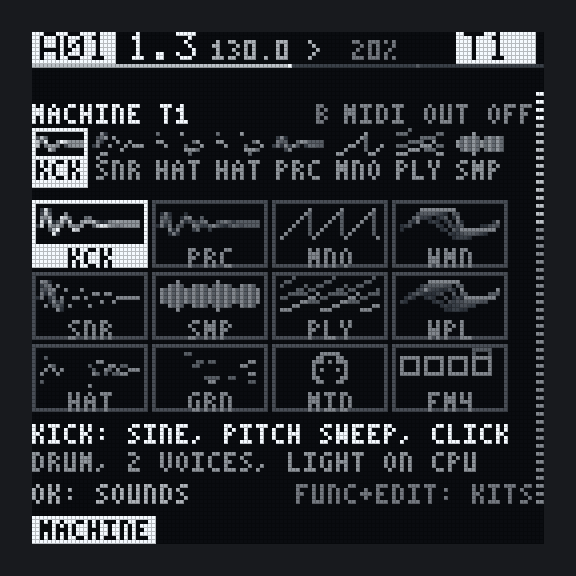 A01 1.3 130.0 > 20% T1
MACHINE T1 B MIDI OUT OFF
KCK SNR HAT HAT PRC MNO PLY SMP
KCK PRC MNO WMN
SNR SMP PLY WPL
HAT GRN MID FM4
KICK: SINE, PITCH SWEEP, CLICK
DRUM, 2 VOICES, LIGHT ON CPU
OK: SOUNDS FUNC+EDIT: KITS
MACHINE